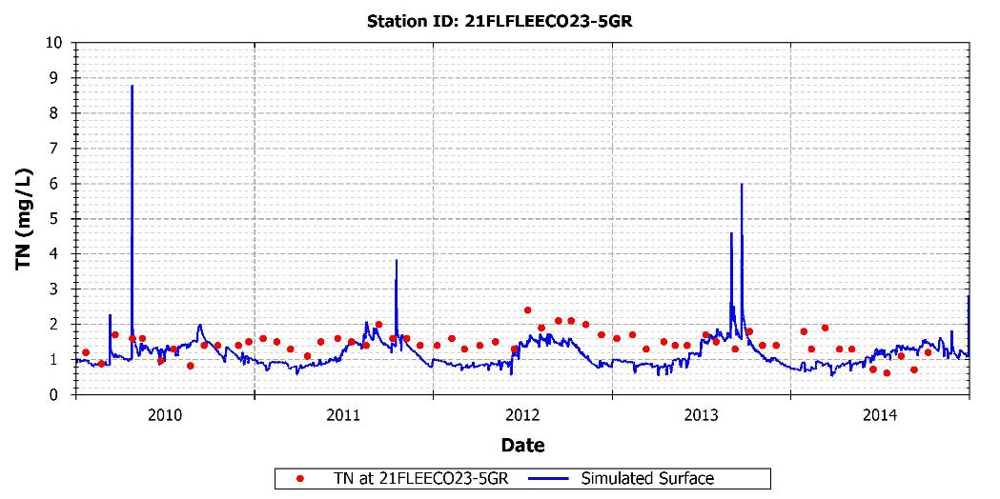 Station ID: 21FLFLEECO23-5GR
10
9
8
7
6
5
4
3
2
1
0
TN (mg/L)
2010 2011 2012 2013 2014
Date
TN at 21FLEECO23-5GR Simulated Surface